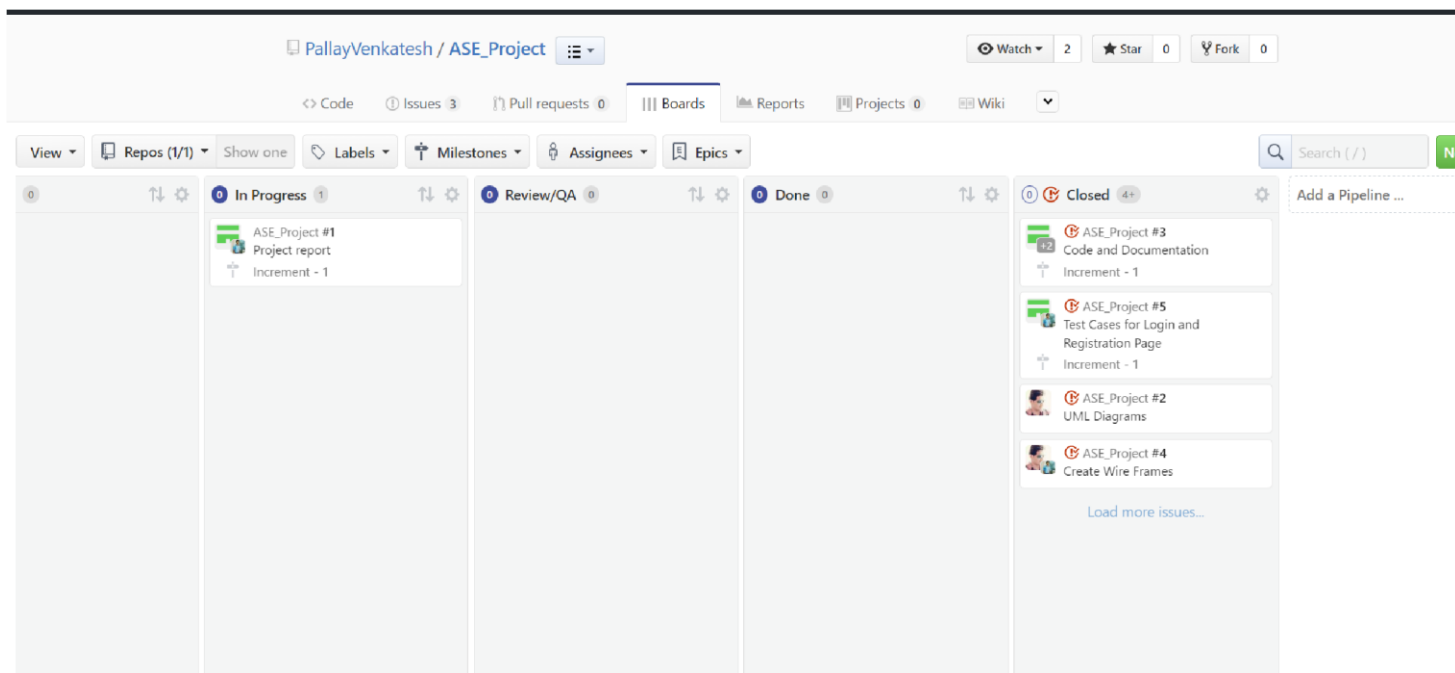 PallayVenkatesh / ASE_Project
Watch 2 Star 0 Fork 0
Code Issues 3 Pull requests 0 Boards Reports Projects 0 Wiki
View Repos (1/1) Show one Labels Milestones Assignees Epics Search ( / ) N
0
In Progress 1
0
ASE_Project #1
Project report
Increment - 1
0 Review/QA 0
0 Done 0
0 Closed 4+
+2
ASE_Project #3
Code and Documentation
Increment - 1
ASE_Project #5
Test Cases for Login and
Registration Page
Increment - 1
ASE_Project #2
UML Diagrams
ASE_Project #4
Create Wire Frames
Load more issues...
Add a Pipeline ...